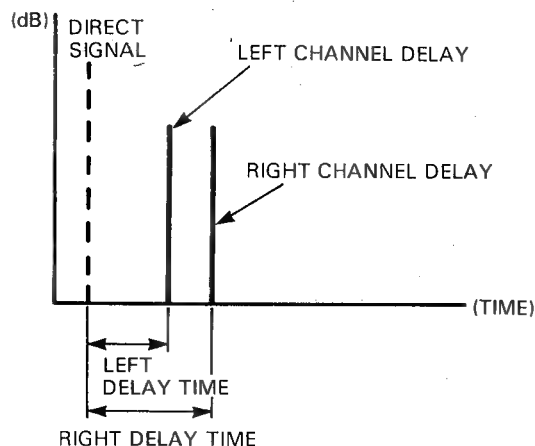 (dB)
DIRECT
SIGNAL
LEFT CHANNEL DELAY
RIGHT CHANNEL DELAY
(TIME)
LEFT
DELAY TIME
RIGHT DELAY TIME